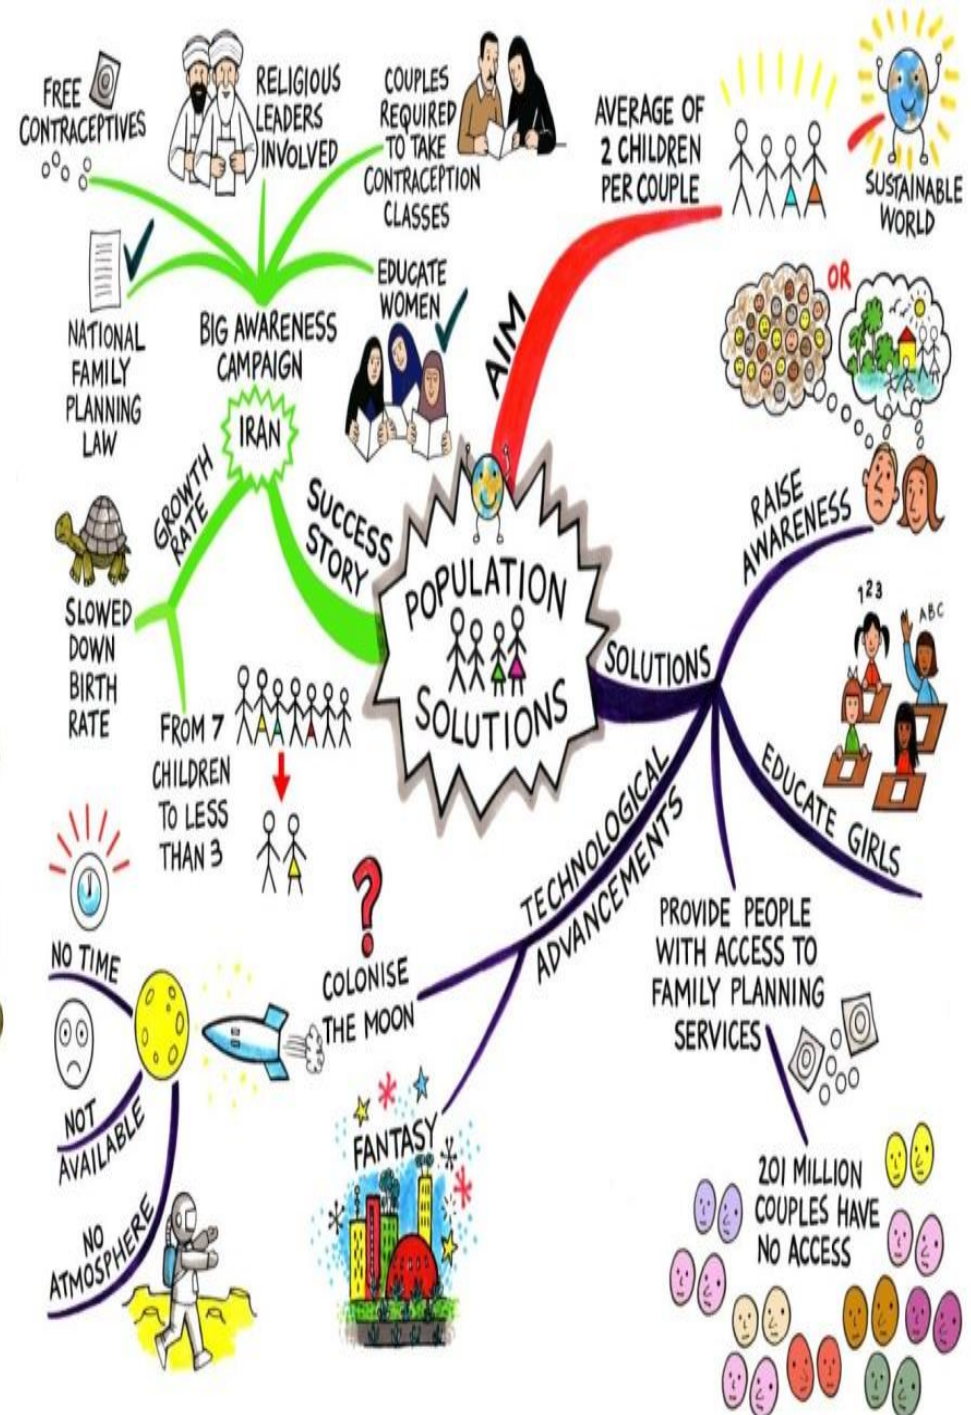 FREE
CONTRACEPTIVES
RELIGIOUS
LEADERS
INVOLVED
COUPLES
REQUIRED
TO TAKE
CONTRACEPTION
CLASSES
NATIONAL
FAMILY
PLANNING
LAW
BIG AWARENESS
CAMPAIGN
EDUCATE
WOMEN
IRAN
GROWTH
RATE
SUCCESS
STORY
SLOWED
DOWN
BIRTH
RATE
FROM 7
CHILDREN
TO LESS
THAN 3
AIM
AVERAGE OF
2 CHILDREN
PER COUPLE
SUSTAINABLE
WORLD
OR
POPULATION
SOLUTIONS
SOLUTIONS
RAISE
AWARENESS
123
ABC
EDUCATE GIRLS
PROVIDE PEOPLE
WITH ACCESS TO
FAMILY PLANNING
SERVICES
201 MILLION
COUPLES HAVE
NO ACCESS
TECHNOLOGICAL
ADVANCEMENTS
?
COLONISE
THE MOON
NO TIME
NOT
AVAILABLE
NO
ATMOSPHERE
FANTASY